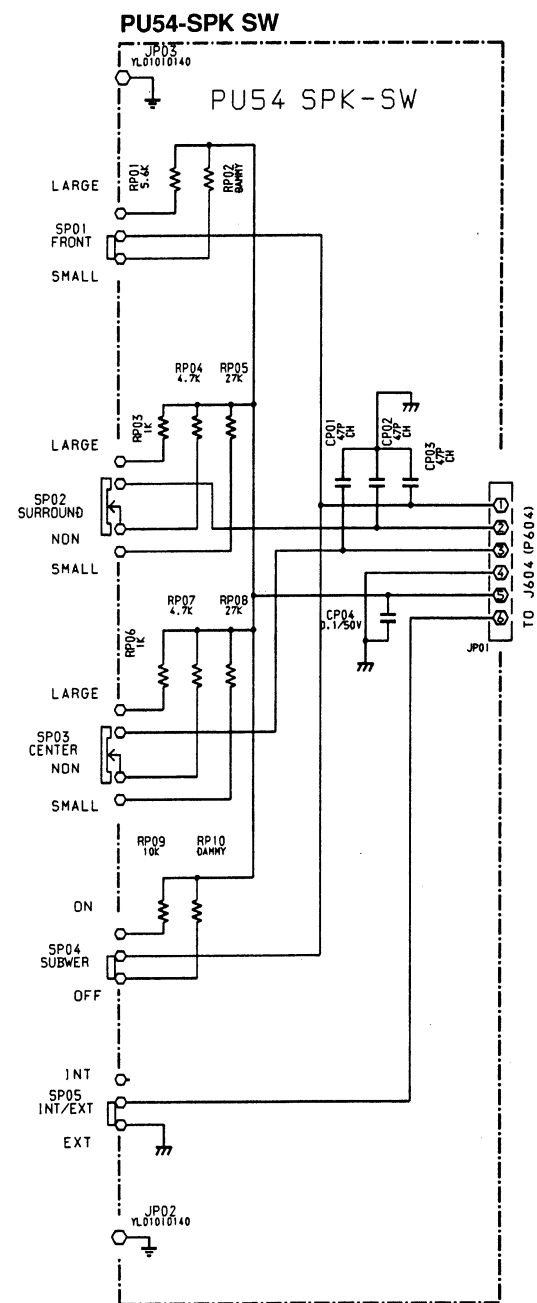 PU54-SPK SW
JP03
YL01010140
PU54 SPK-SW
LARGE
RP01
5.6K
RP02
DAMMY
SP01
FRONT
SMALL
RP04
4.7K
RP05
27K
RP03
1K
LARGE
CP01
47P
CH
CP02
47P
CH
CP03
47P
CH
SP02
SURROUND
NON
SMALL
1
2
3
4
5
6
TO J604 (P604)
JP01
RP07
4.7K
RP08
27K
CP04
0.1/50V
RP06
1K
LARGE
SP03
CENTER
NON
SMALL
RP09
10K
RP10
DAMMY
ON
SP04
SUBWER
OFF
INT
SP05
INT/EXT
EXT
JP02
YL01010140